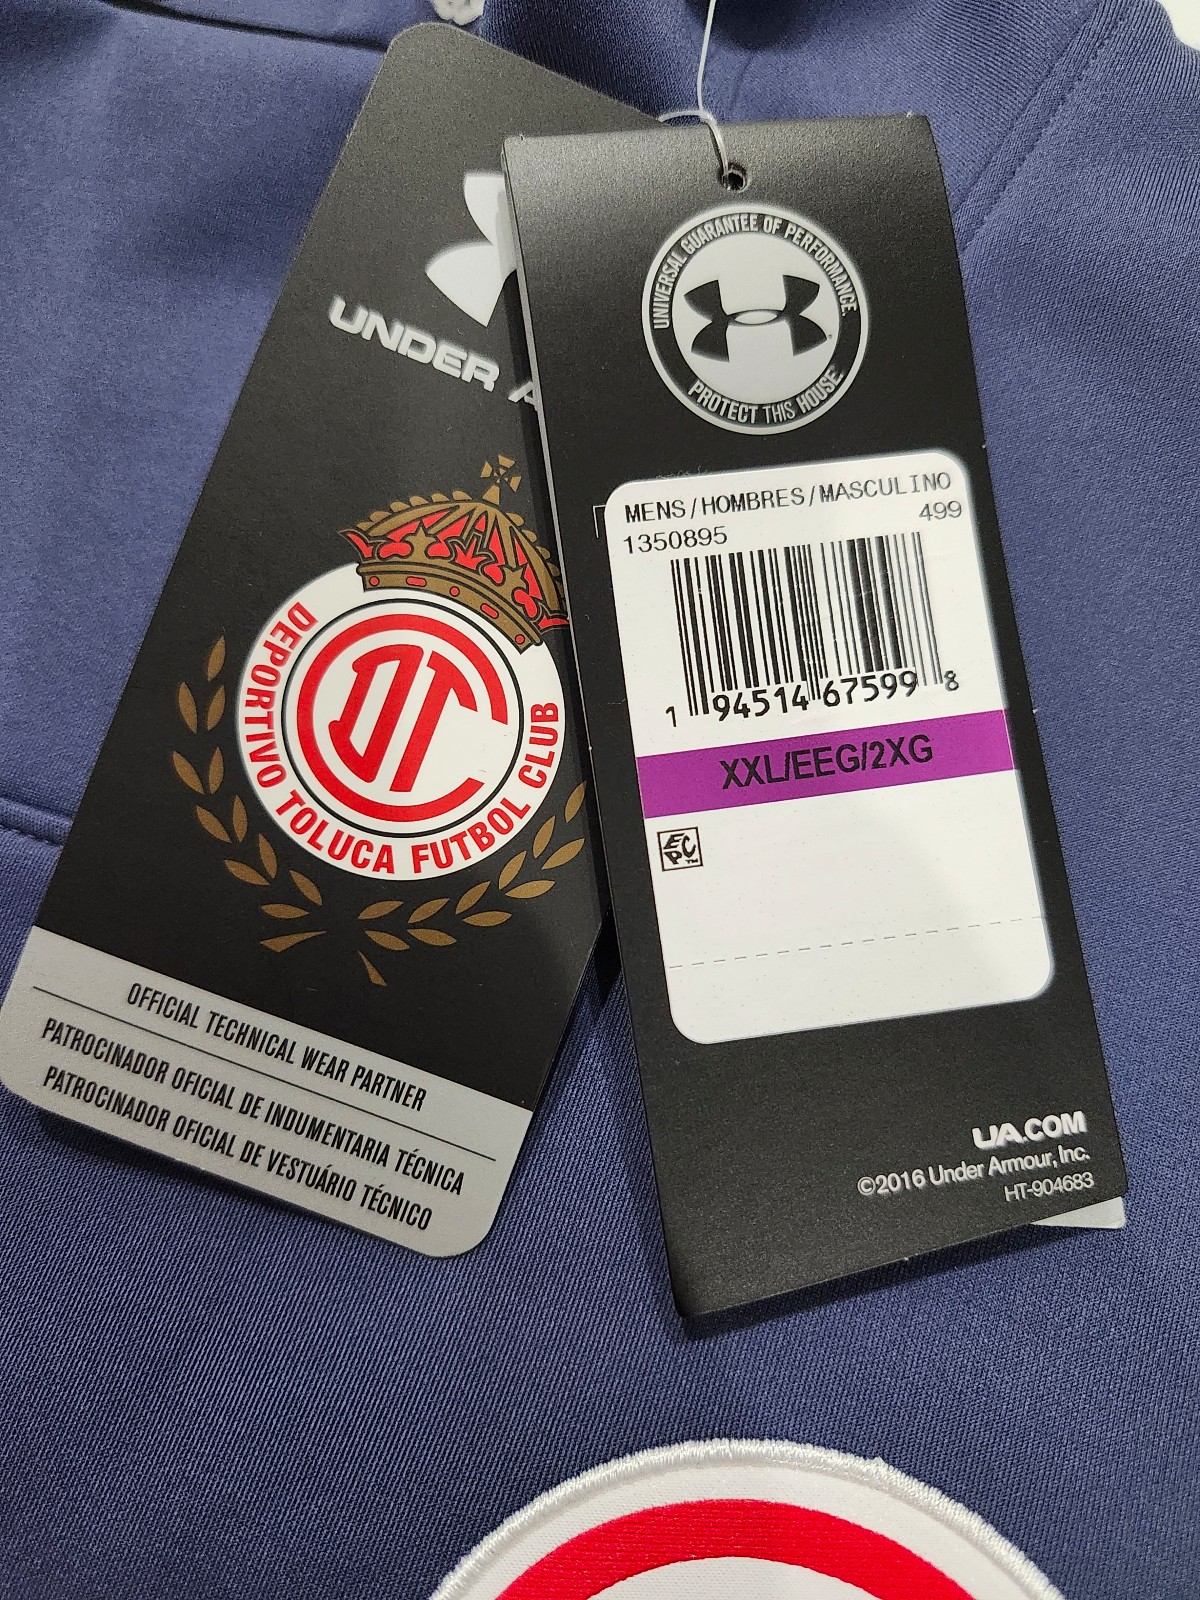 UNDER A
DEPORTIVO TOLUCA FUTBOL CLUB
DT
OFFICIAL TECHNICAL WEAR PARTNER
PATROCINADOR OFICIAL DE INDUMENTARIA TÉCNICA
PATROCINADOR OFICIAL DE VESTUÁRIO TÉCNICO
UNIVERSAL GUARANTEE OF PERFORMANCE.
PROTECT THIS HOUSE™
MENS/HOMBRES/MASCULINO
1350895 499
1 94514 67599 8
XXL/EEG/2XG
EPC™
UA.COM
©2016 Under Armour, Inc.
HT-904683